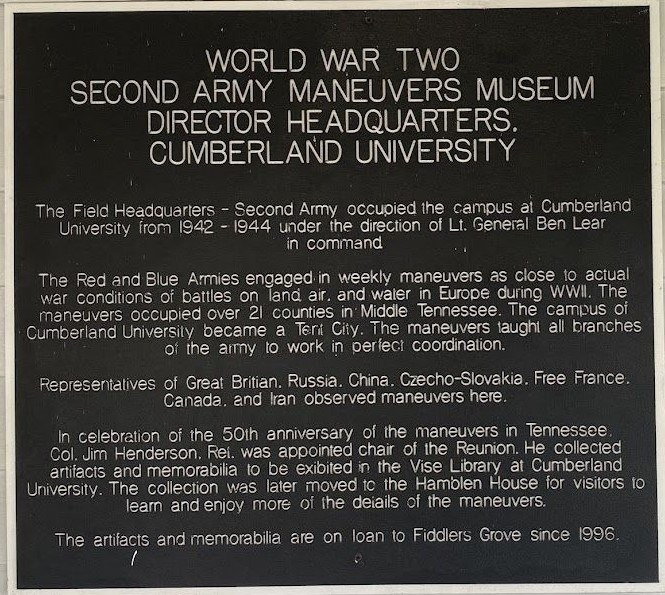 WORLD WAR TWO
SECOND ARMY MANEUVERS MUSEUM
DIRECTOR HEADQUARTERS.
CUMBERLAND UNIVERSITY
The Field Headquarters - Second Army occupied the campus at Cumberland
University from 1942 - 1944 under the direction of Lt. General Ben Lear
in command
The Red and Blue Armies engaged in weekly maneuvers as close to actual
war conditions of battles on land, air, and water in Europe during WWII. The
maneuvers occupied over 21 counties in Middle Tennessee. The campus of
Cumberland University became a Tent City. The maneuvers taught all branches
of the army to work in perfect coordination.
Representatives of Great Britian, Russia, China, Czecho-Slovakia, Free France,
Canada, and Iran observed maneuvers here.
In celebration of the 50th anniversary of the maneuvers in Tennessee,
Col. Jim Henderson, Ret. was appointed chair of the Reunion. He collected
artifacts and memorabilia to be exibited in the Vise Library at Cumberland
University. The collection was later moved to the Hamblen House for visitors to
learn and enjoy more of the details of the maneuvers.
The artifacts and memorabilia are on loan to Fiddlers Grove since 1996.